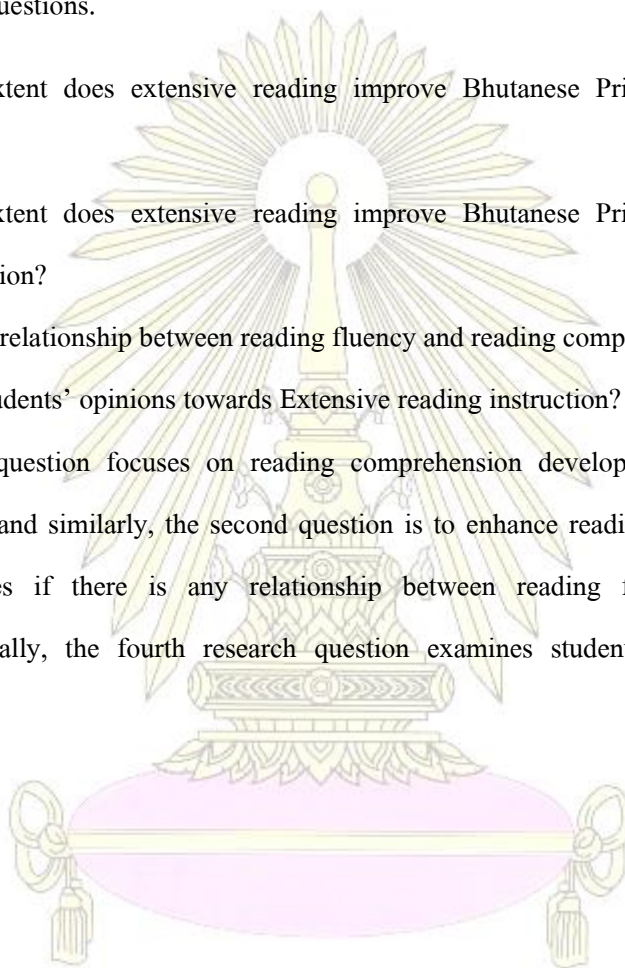 uestions.
xtent does extensive reading improve Bhutanese Pri
xtent does extensive reading improve Bhutanese Pri
ion?
relationship between reading fluency and reading comp
udents' opinions towards Extensive reading instruction?
question focuses on reading comprehension develop
and similarly, the second question is to enhance readi
es if there is any relationship between reading f
ally, the fourth research question examines studen